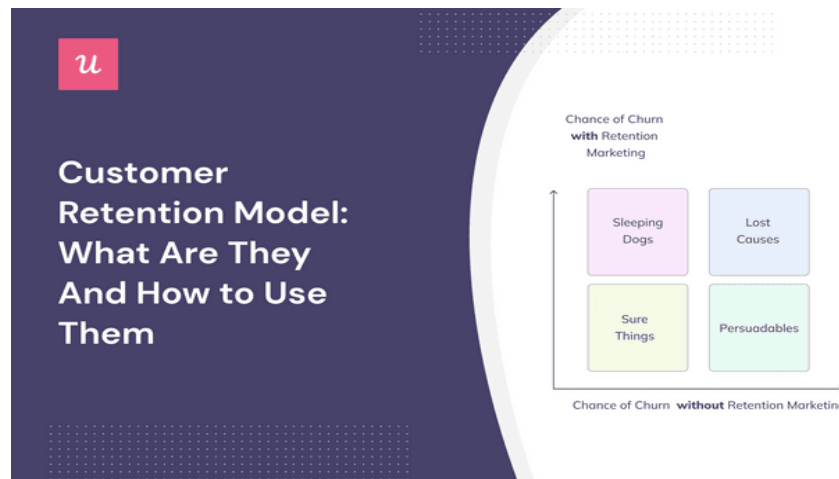 u
Customer
Retention Model:
What Are They
And How to Use
Them
Chance of Churn
with Retention
Marketing
Sleeping
Dogs
Lost
Causes
Sure
Things
Persuadables
Chance of Churn without Retention Marketing